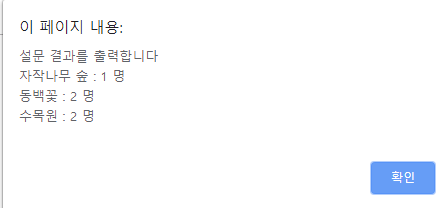 이 페이지 내용:
설문 결과를 출력합니다
자작나무 숲 : 1 명
동백꽃 : 2 명
수목원 : 2 명
확인